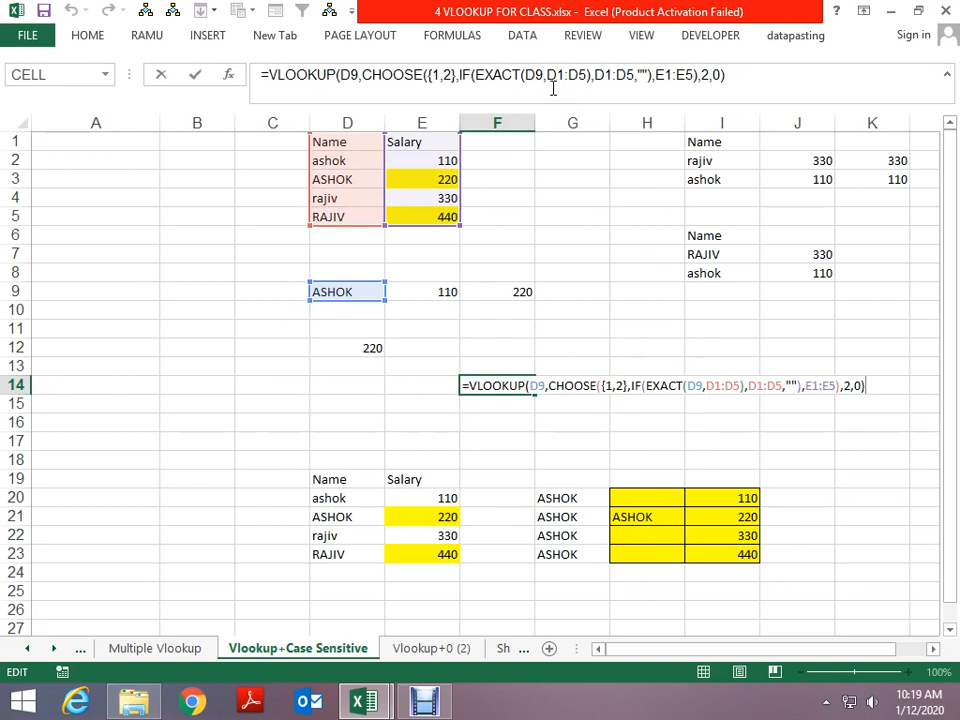 4 VLOOKUP FOR CLASS.xlsx - Excel (Product Activation Failed)
FILE HOME RAMU INSERT New Tab PAGE LAYOUT FORMULAS DATA REVIEW VIEW DEVELOPER datapasting Sign in
CELL =VLOOKUP(D9,CHOOSE({1,2},IF(EXACT(D9,D1:D5),D1:D5,""),E1:E5),2,0)
A B C D E F G H I J K
1 Name Salary Name
2 ashok 110 rajiv 330 330
3 ASHOK 220 ashok 110 110
4 rajiv 330
5 RAJIV 440
6 Name
7 RAJIV 330
8 ashok 110
9 ASHOK 110 220
10
11
12 220
13
14 =VLOOKUP(D9,CHOOSE({1,2},IF(EXACT(D9,D1:D5),D1:D5,""),E1:E5),2,0)
15
16
17
18
19 Name Salary
20 ashok 110 ASHOK 110
21 ASHOK 220 ASHOK ASHOK 220
22 rajiv 330 ASHOK 330
23 RAJIV 440 ASHOK 440
24
25
26
27
... Multiple Vlookup Vlookup+Case Sensitive Vlookup+0 (2) Sh ...
EDIT 100%
10:19 AM
1/12/2020